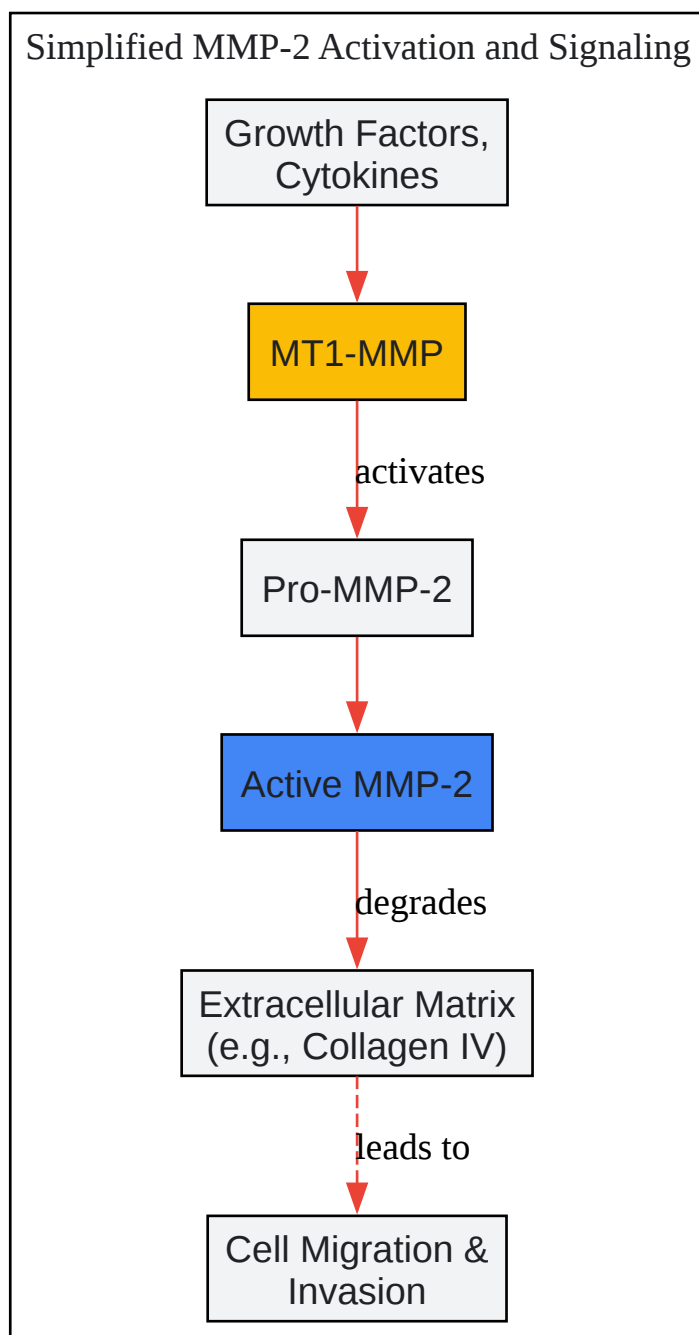 Simplified MMP-2 Activation and Signaling
Growth Factors,
Cytokines
MT1-MMP
activates
Pro-MMP-2
Active MMP-2
degrades
Extracellular Matrix
(e.g., Collagen IV)
leads to
Cell Migration &
Invasion